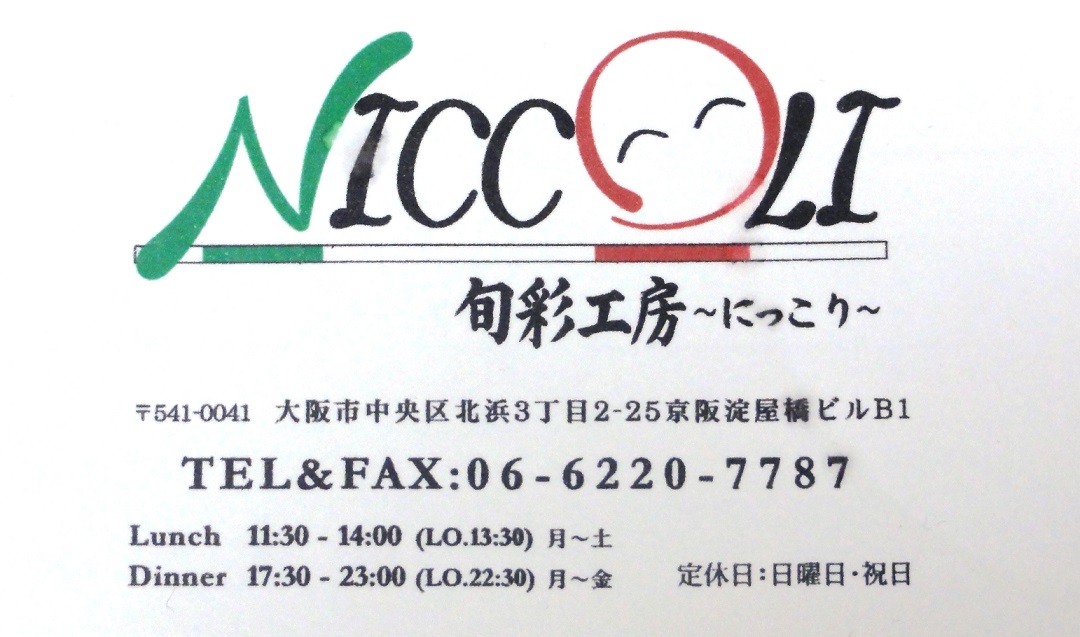 NICCOLI
旬彩工房～にっこり～
〒541-0041 大阪市中央区北浜3丁目2-25京阪淀屋橋ビルB1
TEL&FAX:06-6220-7787
Lunch 11:30 - 14:00 (LO.13:30) 月～土
Dinner 17:30 - 23:00 (LO.22:30) 月～金 定休日:日曜日・祝日